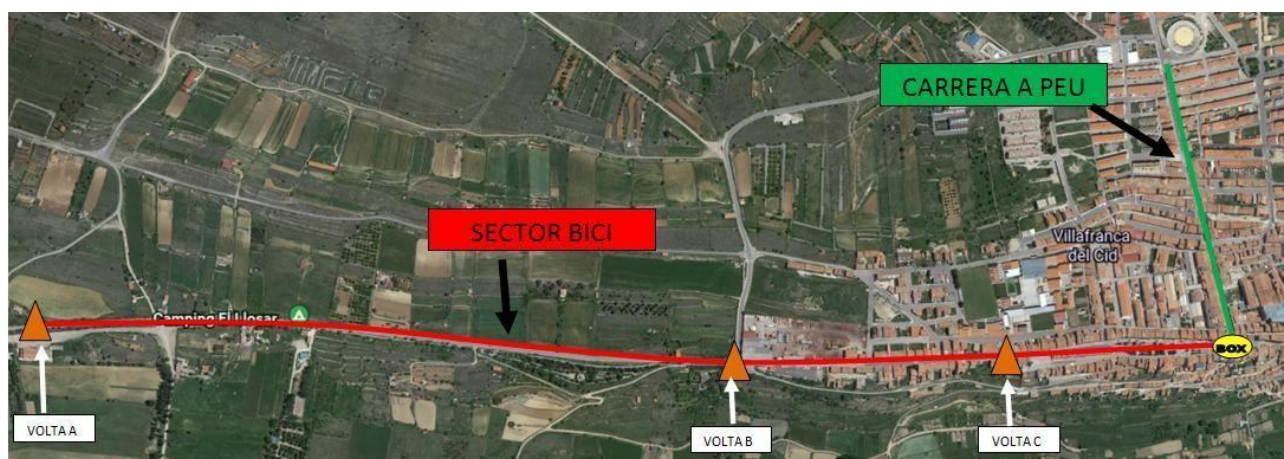 CARRERA A PEU
SECTOR BICI
Villafranca
del Cid
Camping El Llosar
BOX
VOLTA A
VOLTA B
VOLTA C